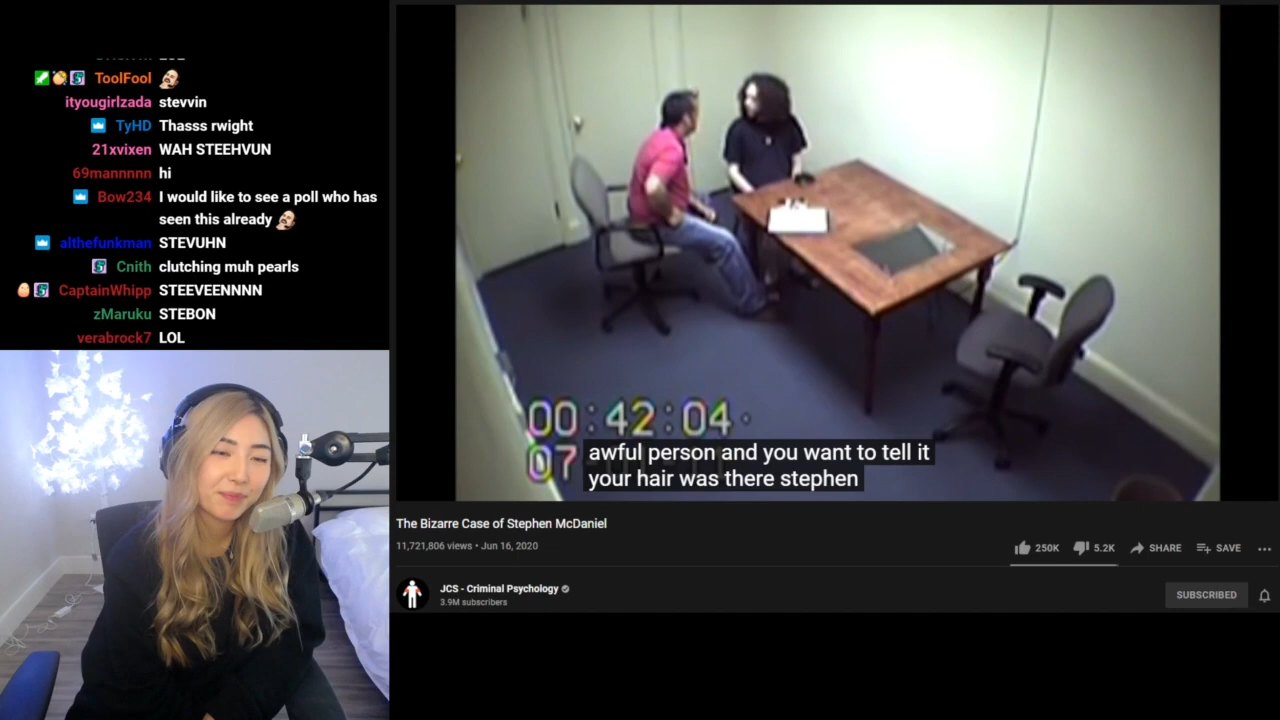 ToolFool
ityougirlzada stevvin
TyHD Thasss rwight
21xvixen WAH STEEHVUN
69mannnnn hi
Bow234 I would like to see a poll who has
seen this already
althefunkman STEVUHN
Cnith clutching muh pearls
CaptainWhipp STEEVEENNNN
zMaruku STEBON
verabrock7 LOL
00:42:04
07
awful person and you want to tell it
your hair was there stephen
The Bizarre Case of Stephen McDaniel
11,721,806 views • Jun 16, 2020
250K 5.2K SHARE SAVE
JCS - Criminal Psychology
3.9M subscribers
SUBSCRIBED